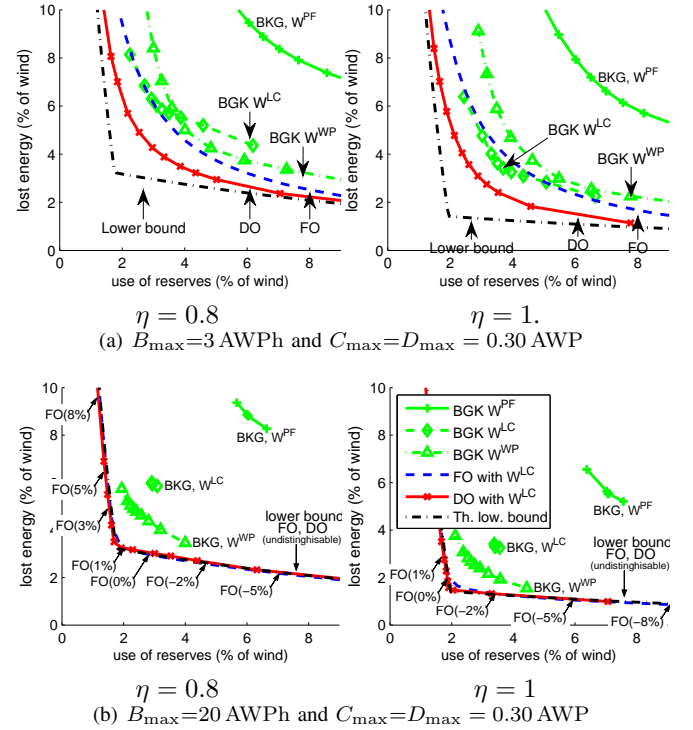 10
8
6
4
2
0
0 2 4 6 8
lost energy (% of wind)
use of reserves (% of wind)
BKG, W^PF
BGK W^LC
BGK W^WP
Lower bound
DO
FO
10
8
6
4
2
0
0 2 4 6 8
lost energy (% of wind)
use of reserves (% of wind)
BKG, W^PF
BGK W^LC
BGK W^WP
Lower bound
DO
FO
η = 0.8 η = 1.
(a) B_max=3 AWPh and C_max=D_max = 0.30 AWP
10
8
6
4
2
0
0 2 4 6 8
lost energy (% of wind)
use of reserves (% of wind)
FO(8%)
BKG, W^PF
FO(5%)
BKG, W^LC
FO(3%)
lower bound
FO, DO
(undistinghisable)
BKG, W^WP
FO(1%)
FO(0%)
FO(−2%)
FO(−5%)
10
8
6
4
2
0
0 2 4 6 8
lost energy (% of wind)
use of reserves (% of wind)
BGK W^PF
BGK W^LC
BGK W^WP
FO with W^LC
DO with W^LC
Th. low. bound
BKG, W^PF
BKG, W^LC
lower bound
FO, DO
(undistinghisable)
FO(1%)
BKG, W^WP
FO(0%)
FO(−2%)
FO(−5%)
FO(−8%)
η = 0.8 η = 1
(b) B_max=20 AWPh and C_max=D_max = 0.30 AWP